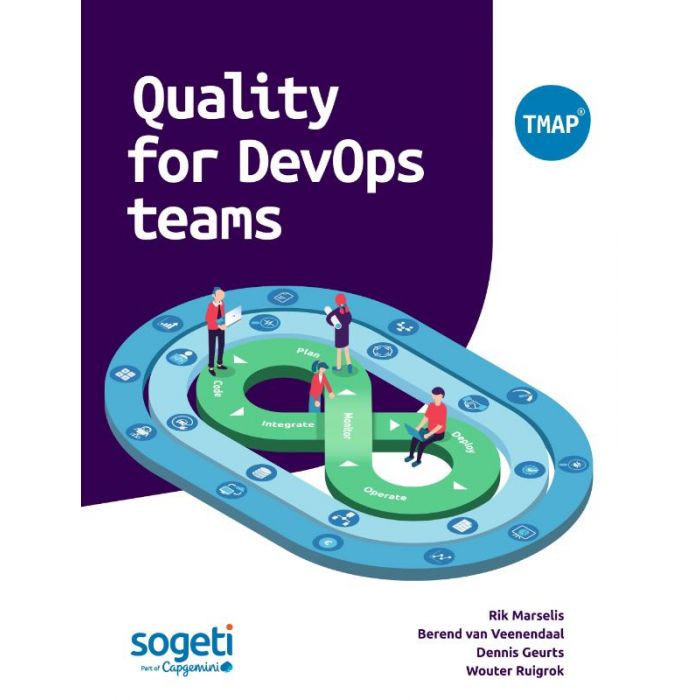 Quality
for DevOps
teams
TMAP®
Plan
Code
Integrate
Monitor
Deploy
Operate
Rik Marselis
Berend van Veenendaal
Dennis Geurts
Wouter Ruigrok
sogeti
Part of Capgemini